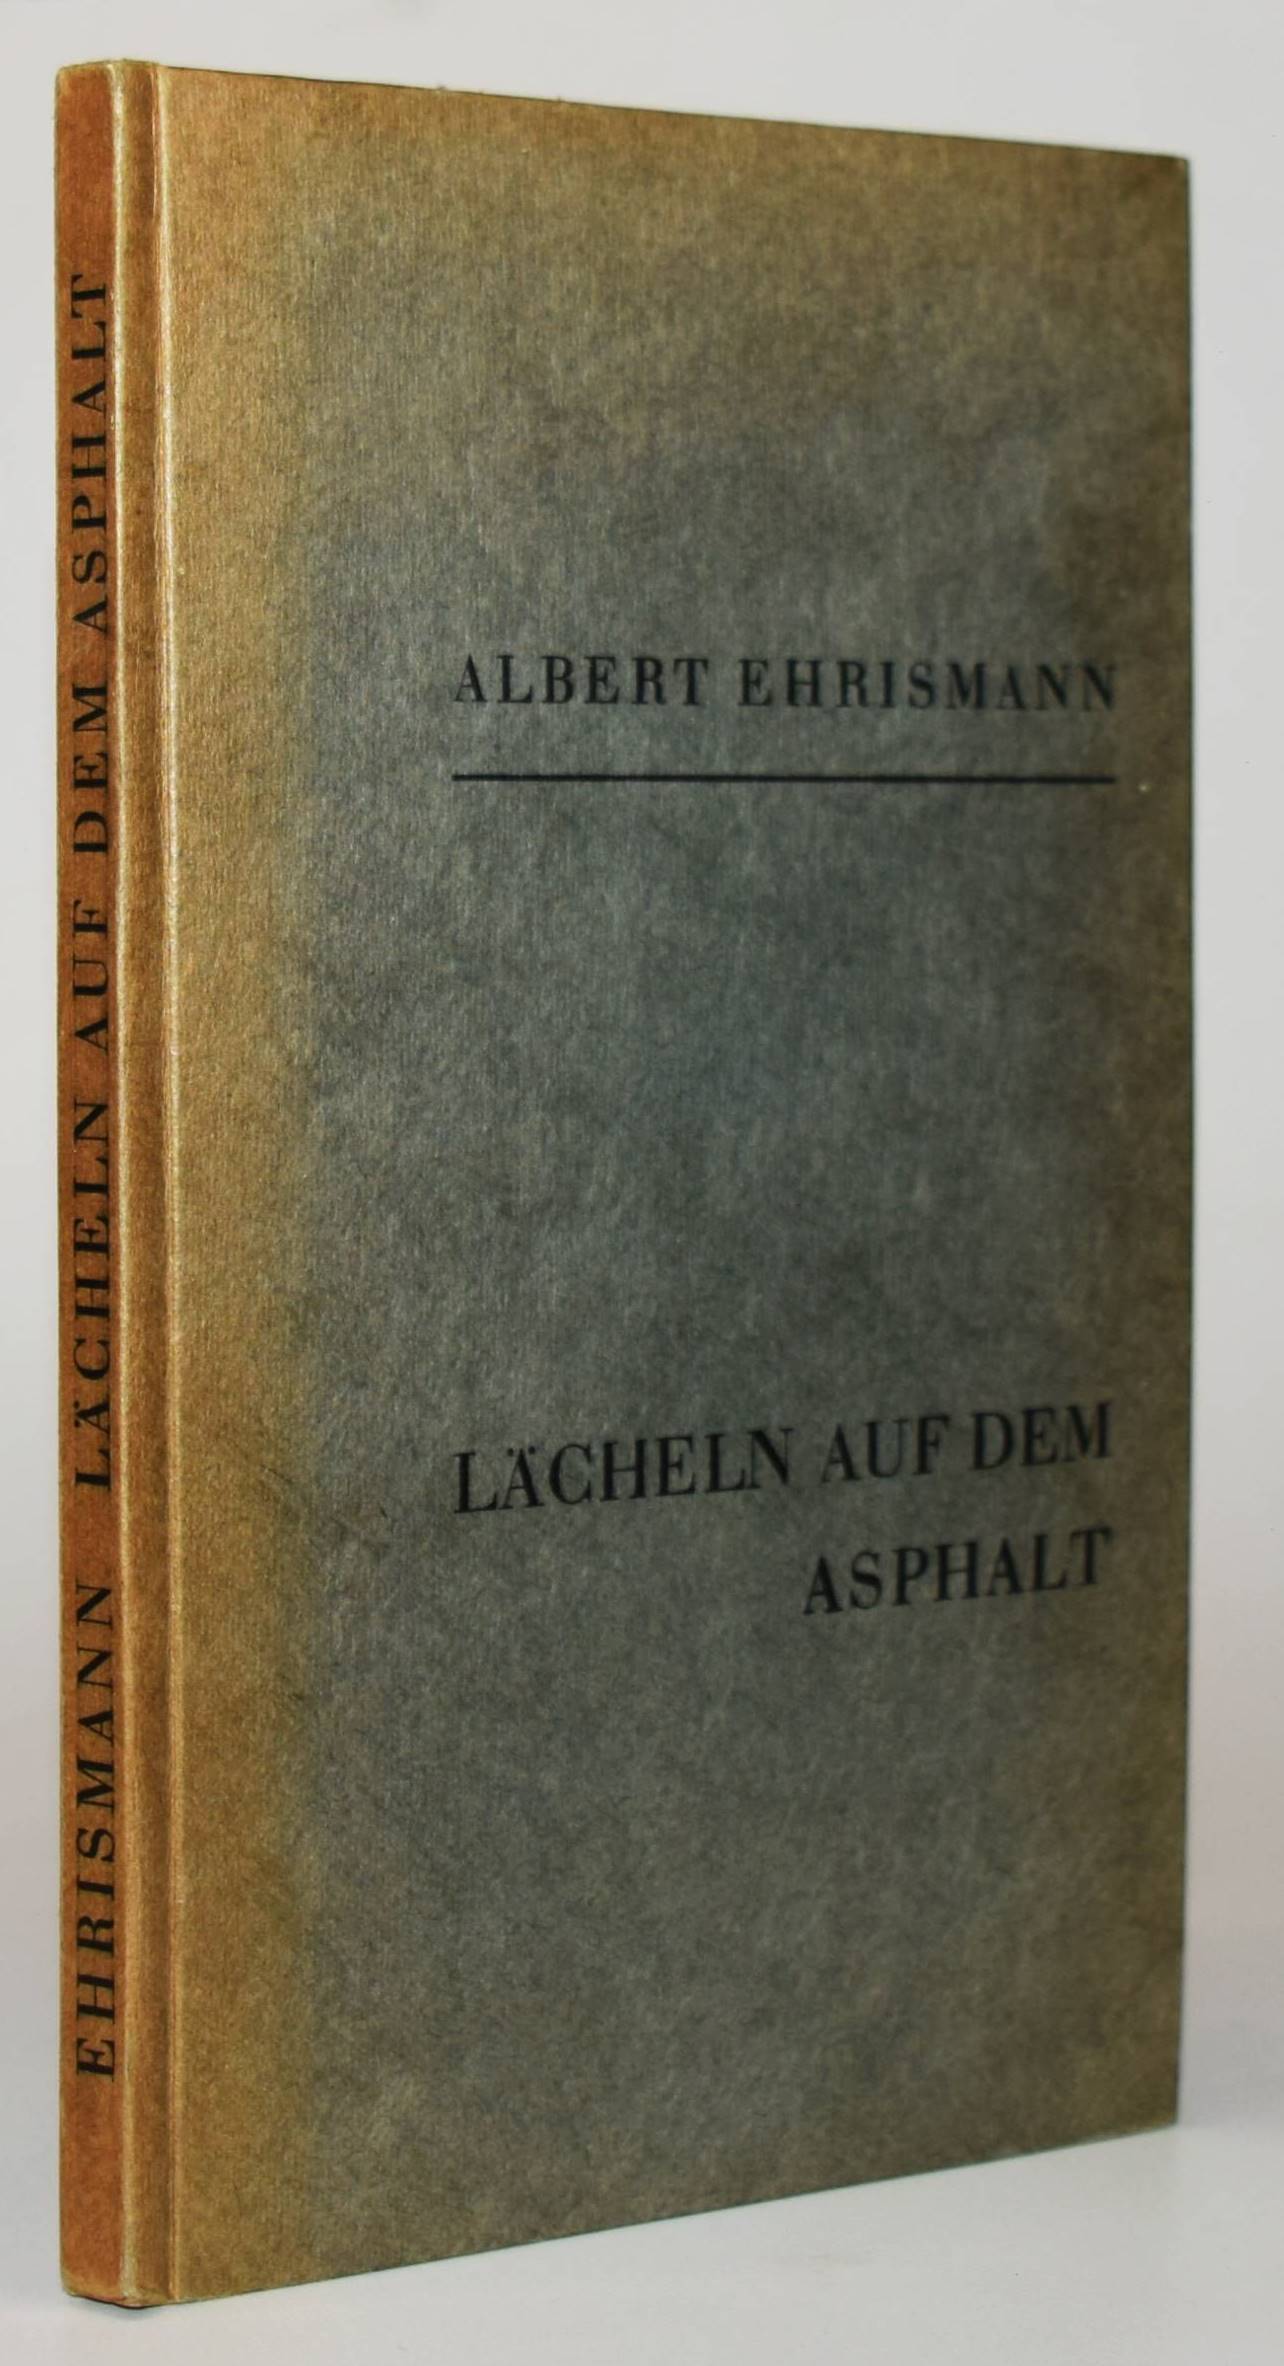 EHRISMANN LÄCHELN AUF DEM ASPHALT
ALBERT EHRISMANN
LÄCHELN AUF DEM
ASPHALT